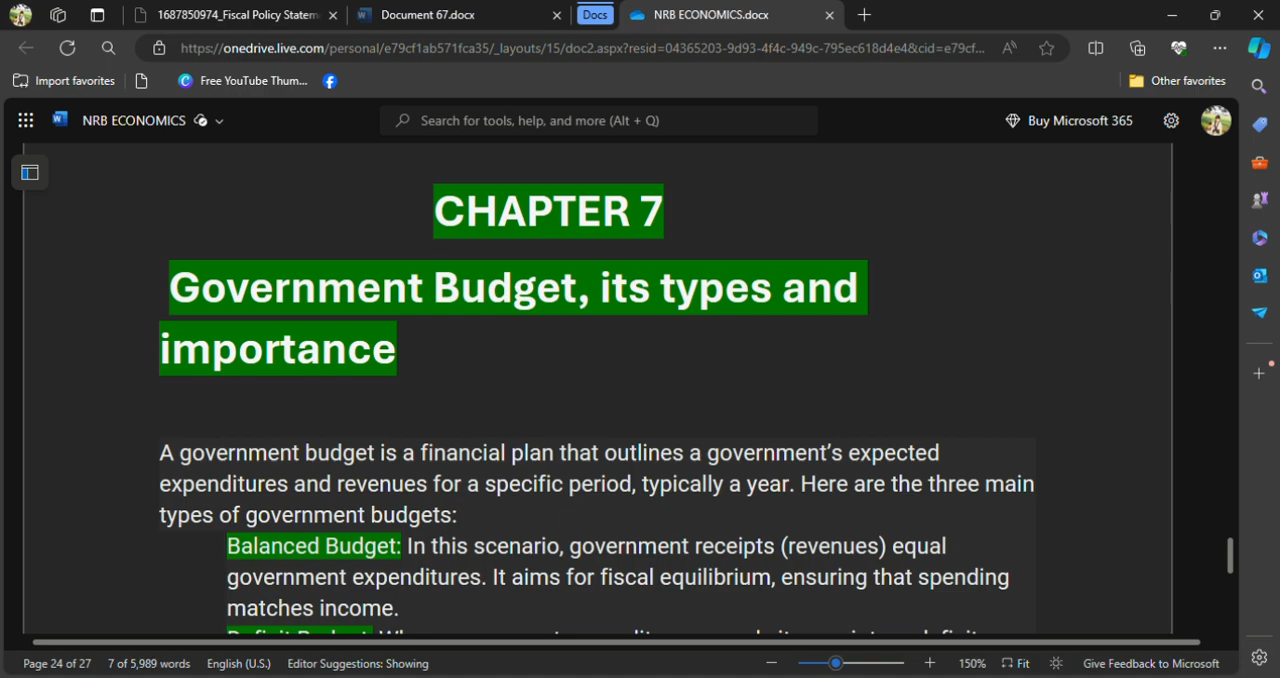 1687850974_Fiscal Policy Statem
Document 67.docx
Docs
NRB ECONOMICS.docx
https://onedrive.live.com/personal/e79cf1ab571fca35/_layouts/15/doc2.aspx?resid=04365203-9d93-4f4c-949c-795ec618d4e4&cid=e79cf...
Import favorites
Free YouTube Thum...
Other favorites
NRB ECONOMICS
Search for tools, help, and more (Alt + Q)
Buy Microsoft 365
CHAPTER 7
Government Budget, its types and
importance
A government budget is a financial plan that outlines a government’s expected
expenditures and revenues for a specific period, typically a year. Here are the three main
types of government budgets:
Balanced Budget: In this scenario, government receipts (revenues) equal
government expenditures. It aims for fiscal equilibrium, ensuring that spending
matches income.
Page 24 of 27
7 of 5,989 words
English (U.S.)
Editor Suggestions: Showing
150%
Fit
Give Feedback to Microsoft